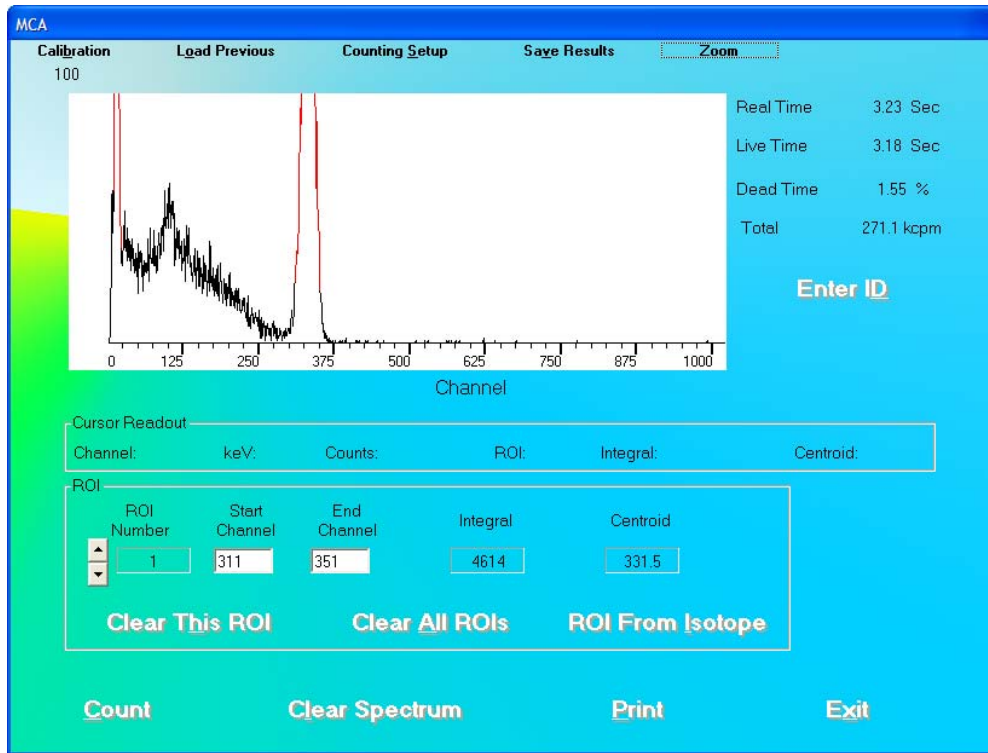 MCA
Calibration Load Previous Counting Setup Save Results Zoom
100
Real Time 3.23 Sec
Live Time 3.18 Sec
Dead Time 1.55 %
Total 271.1 kcpm
Enter ID
0 125 250 375 500 625 750 875 1000
Channel
Cursor Readout
Channel: keV: Counts: ROI: Integral: Centroid:
ROI
ROI Number Start Channel End Channel Integral Centroid
1 311 351 4614 331.5
Clear This ROI Clear All ROIs ROI From Isotope
Count Clear Spectrum Print Exit